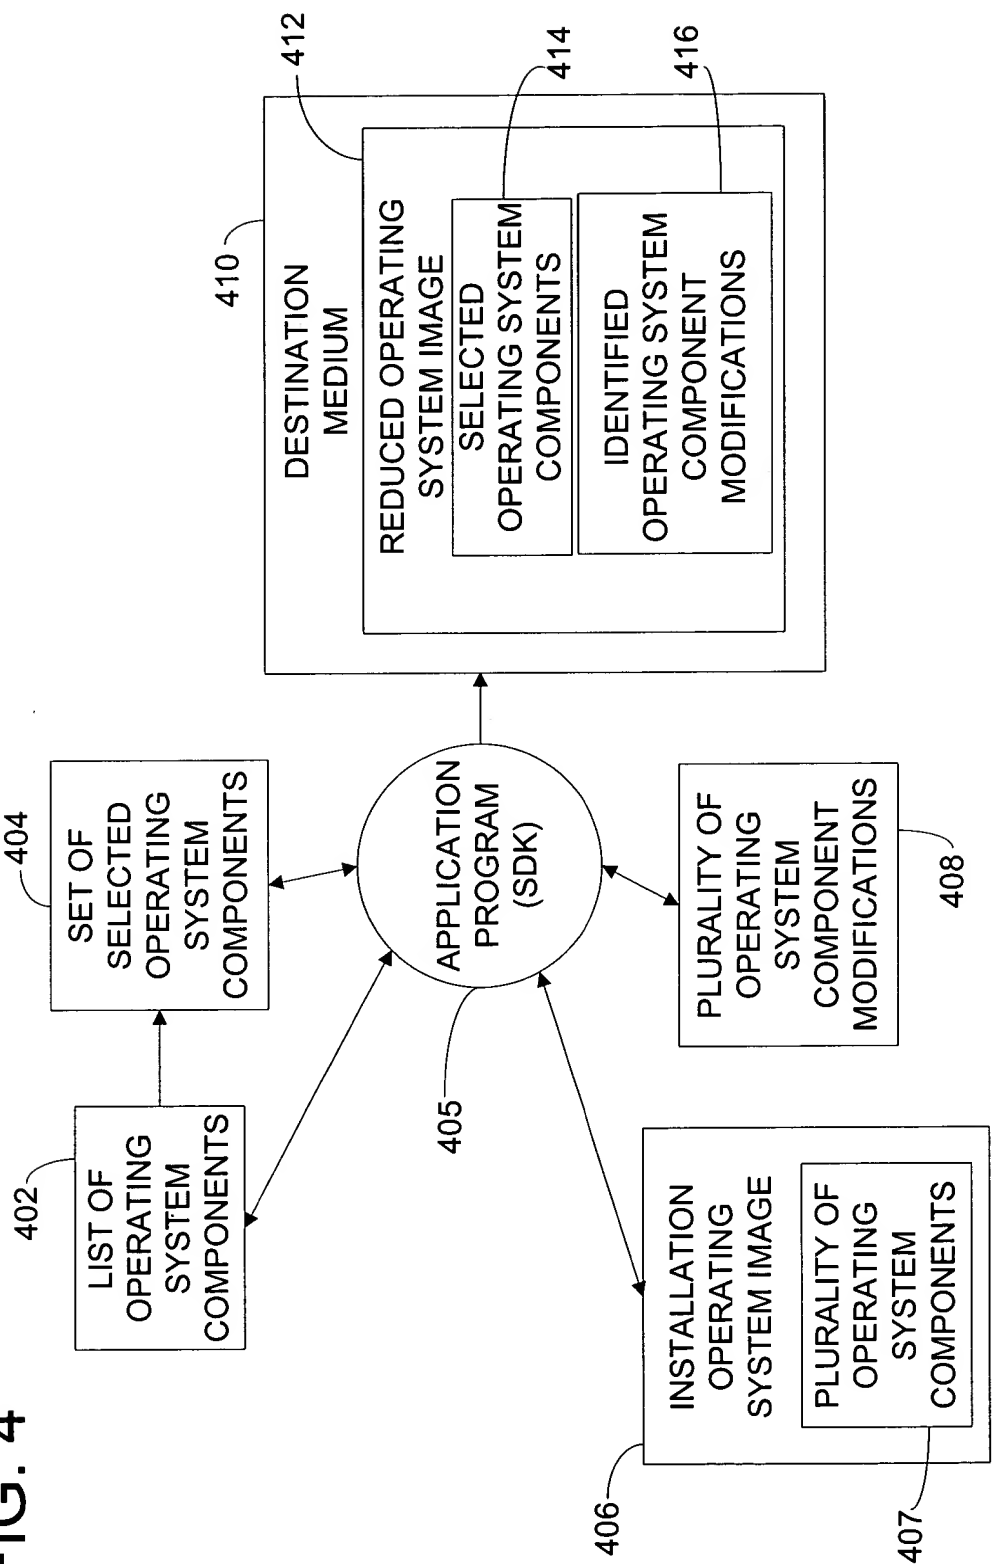 FIG. 4
402
LIST OF
OPERATING
SYSTEM
COMPONENTS
404
SET OF
SELECTED
OPERATING
SYSTEM
COMPONENTS
405
APPLICATION
PROGRAM
(SDK)
406
INSTALLATION
OPERATING
SYSTEM IMAGE
407
PLURALITY OF
OPERATING
SYSTEM
COMPONENTS
PLURALITY OF
OPERATING
SYSTEM
COMPONENT
MODIFICATIONS
408
410
DESTINATION
MEDIUM
412
REDUCED OPERATING
SYSTEM IMAGE
414
SELECTED
OPERATING SYSTEM
COMPONENTS
416
IDENTIFIED
OPERATING SYSTEM
COMPONENT
MODIFICATIONS